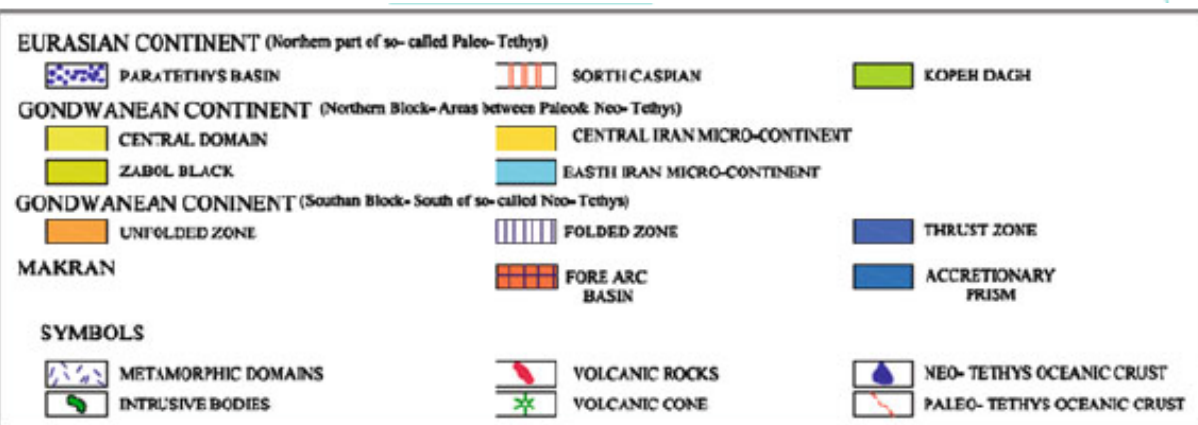 EURASIAN CONTINENT (Northern part of so- called Paleo- Tethys)
PARATETHYS BASIN SORTH CASPIAN KOPEH DAGH
GONDWANEAN CONTINENT (Northern Block- Areas between Paleo& Neo- Tethys)
CENTRAL DOMAIN CENTRAL IRAN MICRO-CONTINENT
ZABOL BLACK EASTH IRAN MICRO-CONTINENT
GONDWANEAN CONINENT (Southan Block- South of so- called Neo- Tethys)
UNFOLDED ZONE FOLDED ZONE THRUST ZONE
MAKRAN FORE ARC BASIN ACCRETIONARY PRISM
SYMBOLS
METAMORPHIC DOMAINS VOLCANIC ROCKS NEO- TETHYS OCEANIC CRUST
INTRUSIVE BODIES VOLCANIC CONE PALEO- TETHYS OCEANIC CRUST